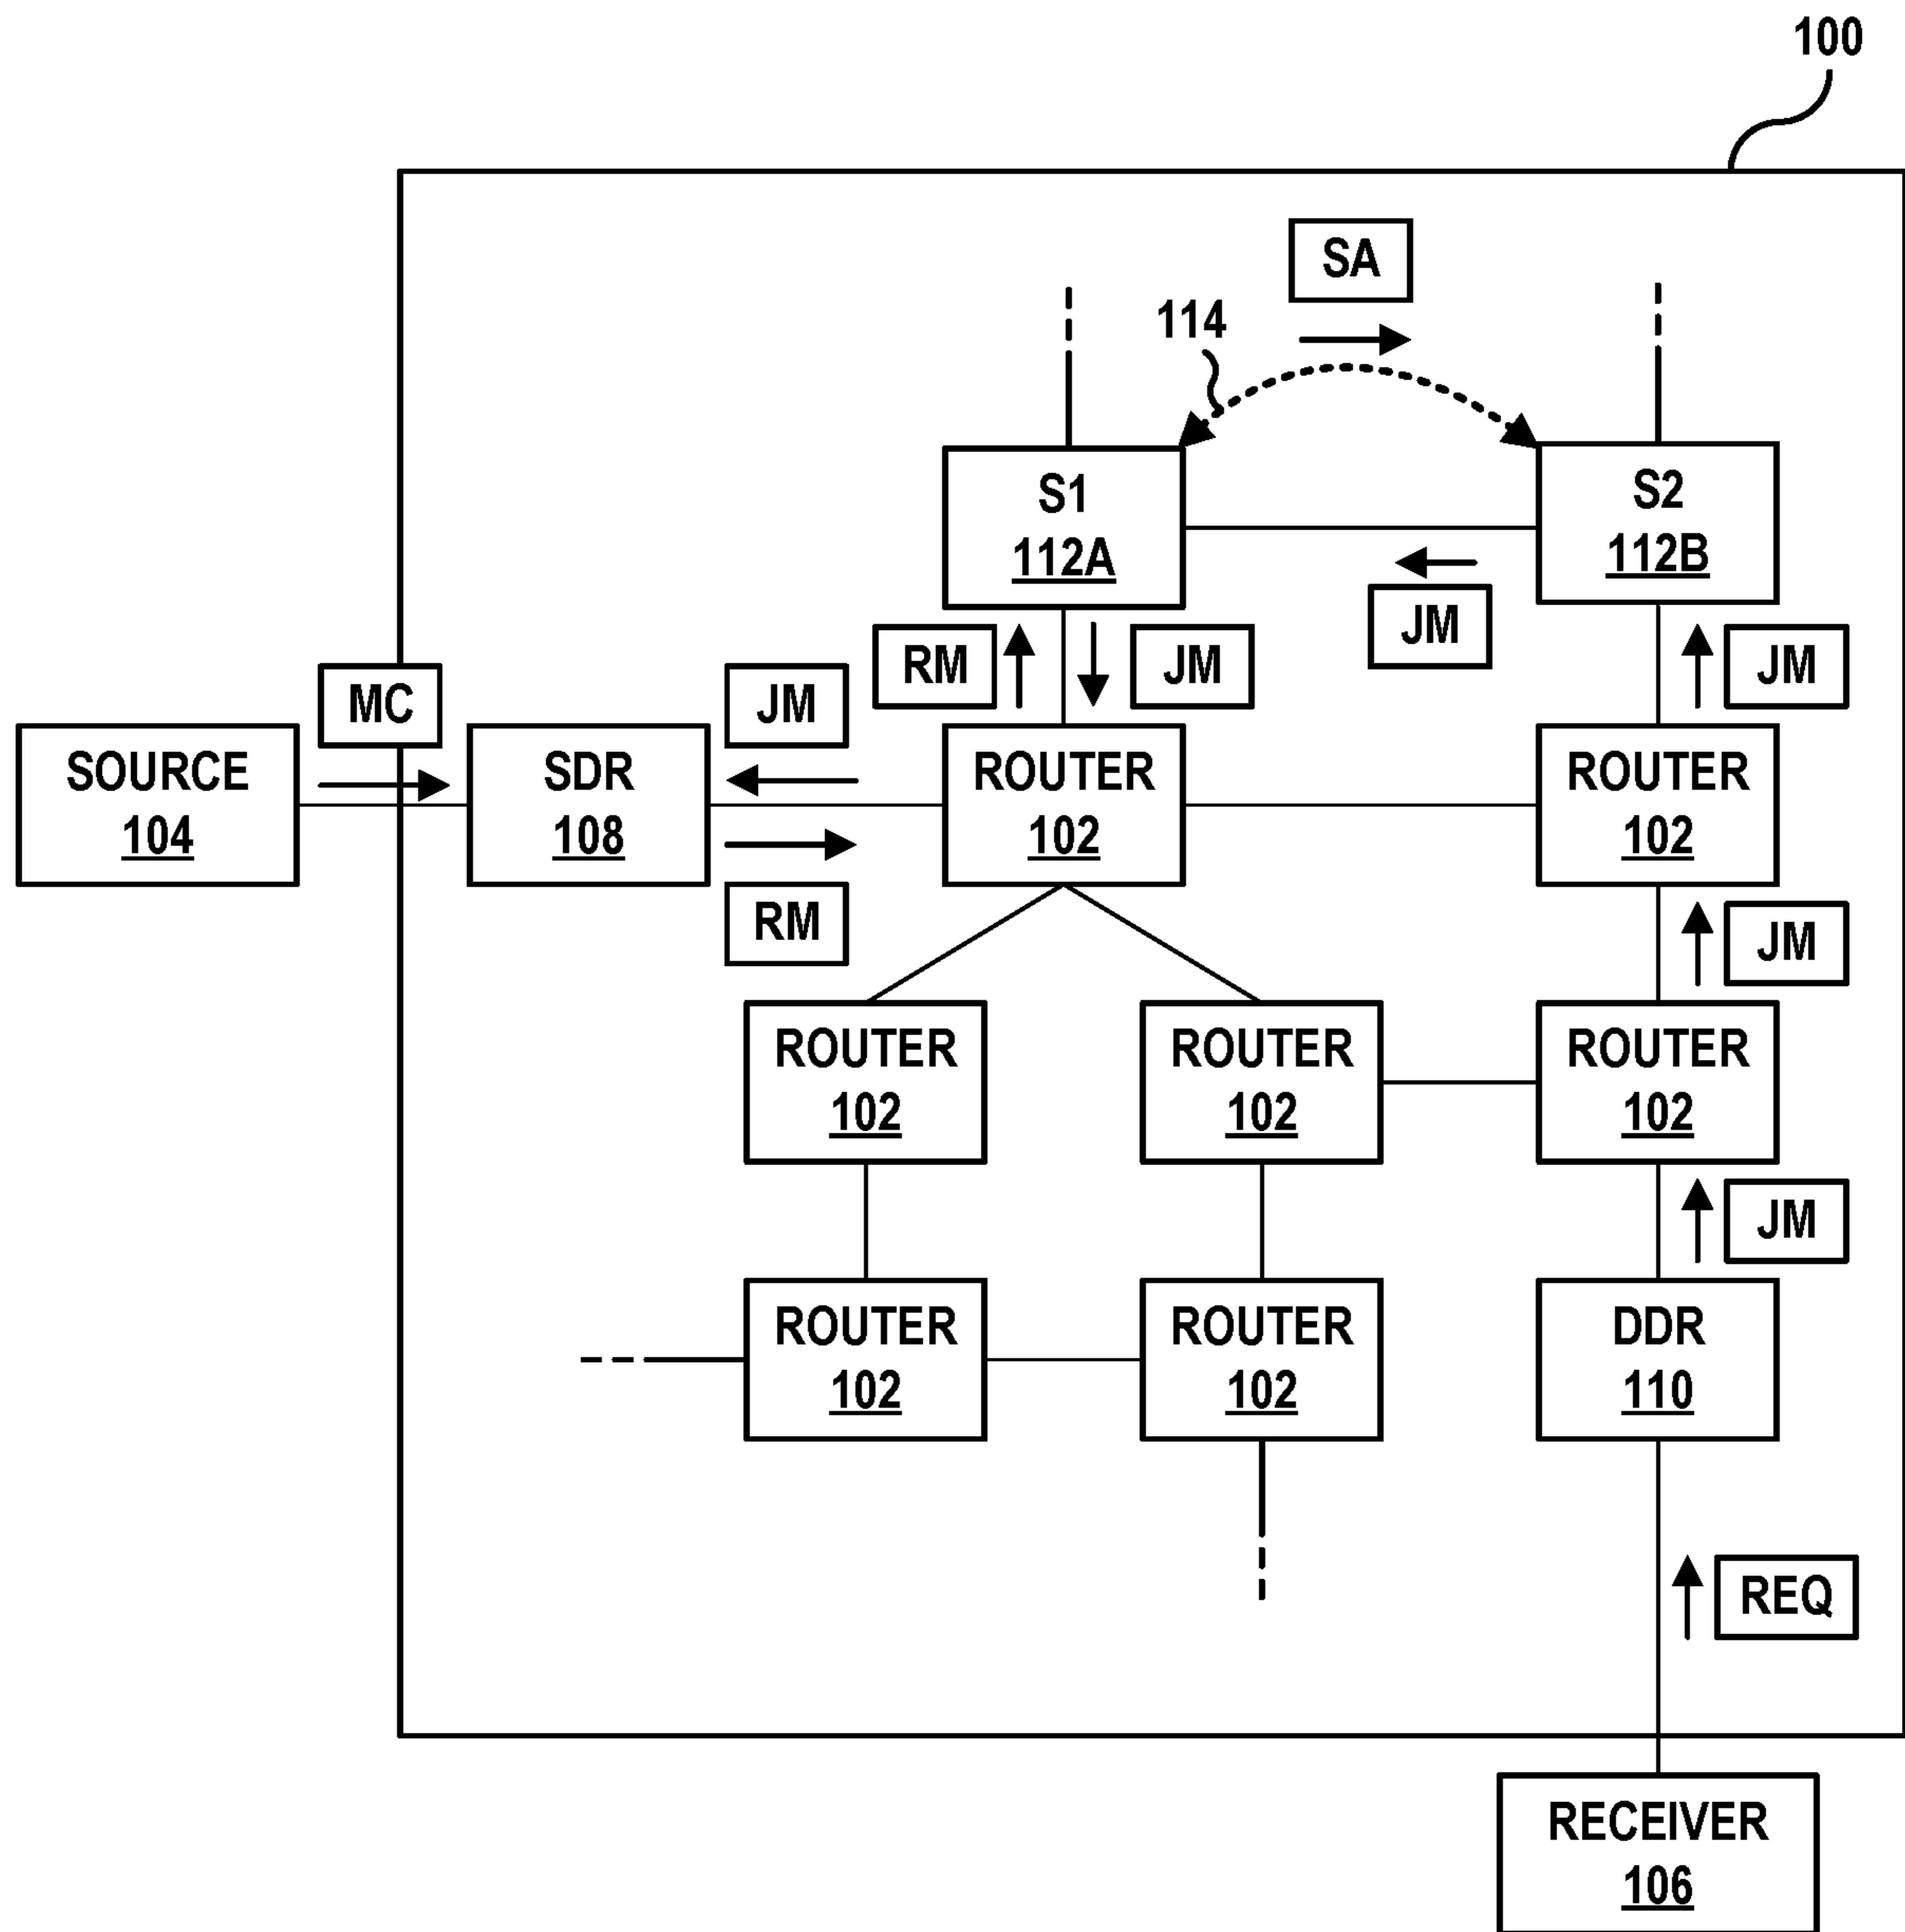 100
SA
114
S1
112A
S2
112B
JM
RM
JM
JM
MC
JM
SOURCE
104
SDR
108
ROUTER
102
ROUTER
102
RM
JM
ROUTER
102
ROUTER
102
ROUTER
102
JM
ROUTER
102
ROUTER
102
DDR
110
REQ
RECEIVER
106